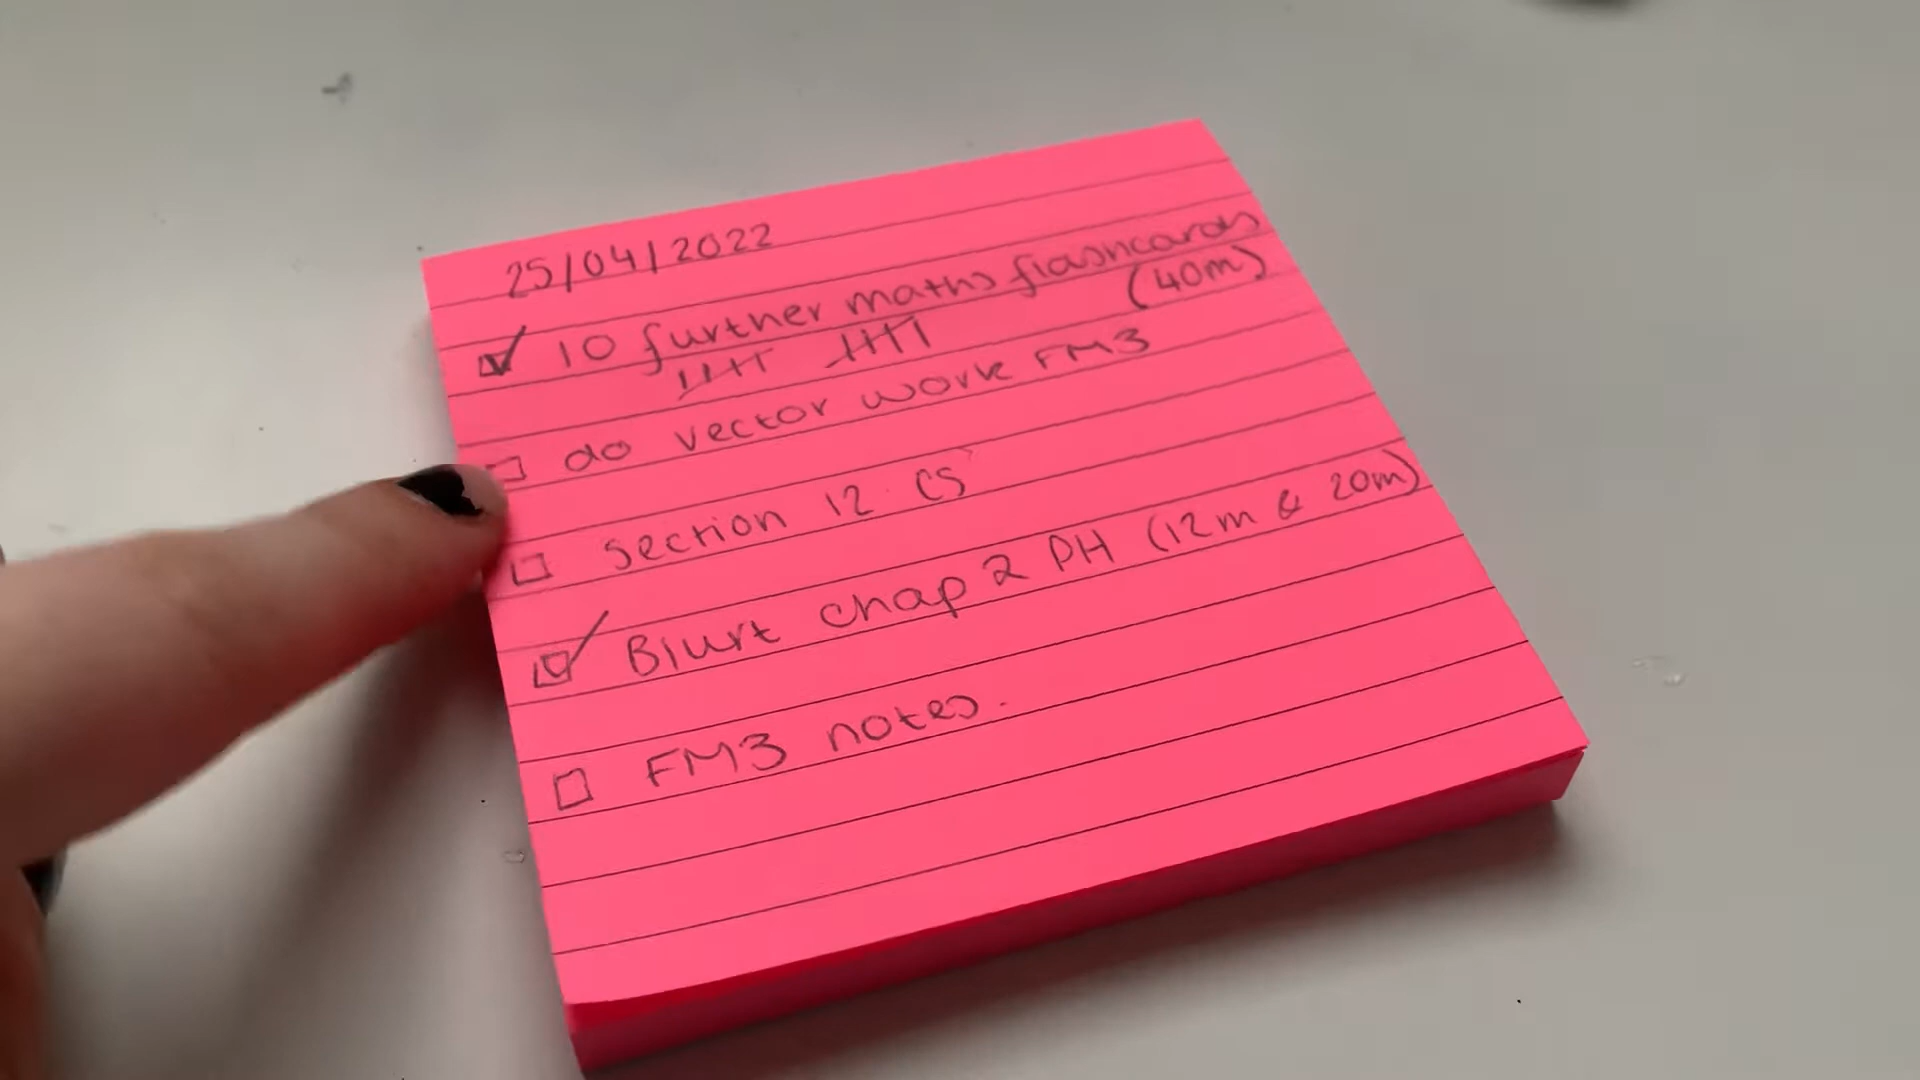 25/04/2022
10 further maths flashcards
(40m)
do vector work FM3
Section 12 CS
Blurt chap 2 PH (12m & 20m)
FM3 notes.